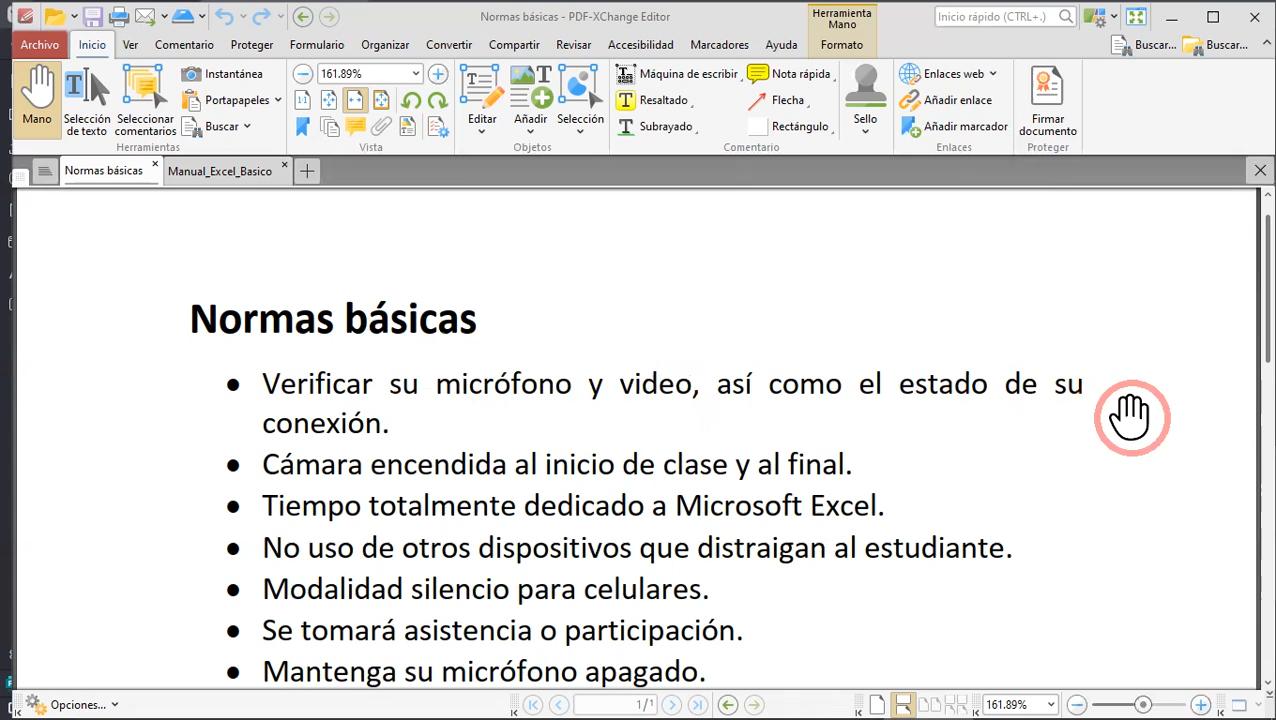 Normas básicas - PDF-XChange Editor
Herramienta
Mano
Inicio rápido (CTRL+.)
Archivo Inicio Ver Comentario Proteger Formulario Organizar Convertir Compartir Revisar Accesibilidad Marcadores Ayuda Formato Buscar... Buscar...
Mano
Selección
de texto
Seleccionar
comentarios
Instantánea
Portapapeles
Buscar
Herramientas
161.89%
1:1
Vista
Editar
Añadir
Selección
Objetos
Máquina de escribir
Resaltado
Subrayado
Nota rápida
Flecha
Rectángulo
Sello
Comentario
Enlaces web
Añadir enlace
Añadir marcador
Enlaces
Firmar
documento
Proteger
Normas básicas
Manual_Excel_Basico
Normas básicas
● Verificar su micrófono y video, así como el estado de su
conexión.
● Cámara encendida al inicio de clase y al final.
● Tiempo totalmente dedicado a Microsoft Excel.
● No uso de otros dispositivos que distraigan al estudiante.
● Modalidad silencio para celulares.
● Se tomará asistencia o participación.
● Mantenga su micrófono apagado.
Opciones... 1/1 161.89%